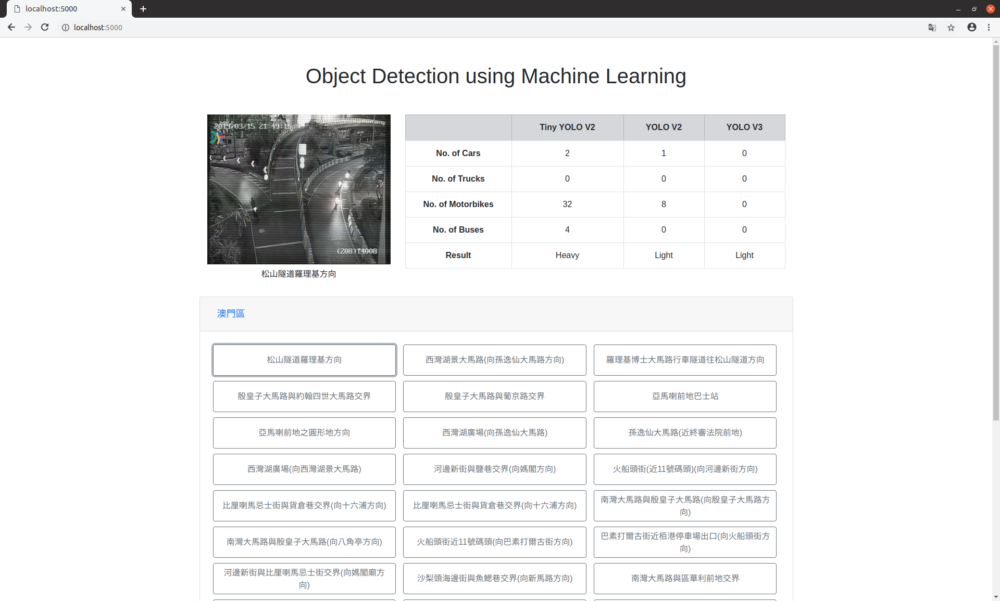 localhost:5000
localhost:5000
Object Detection using Machine Learning
2019/03/15 21:49:15
(208)T4008
松山隧道羅理基方向
Tiny YOLO V2 YOLO V2 YOLO V3
No. of Cars 2 1 0
No. of Trucks 0 0 0
No. of Motorbikes 32 8 0
No. of Buses 4 0 0
Result Heavy Light Light
澳門區
松山隧道羅理基方向
西灣湖景大馬路(向孫逸仙大馬路方向)
羅理基博士大馬路行車隧道往松山隧道方向
殷皇子大馬路與約翰四世大馬路交界
殷皇子大馬路與葡京路交界
亞馬喇前地巴士站
亞馬喇前地之圓形地方向
西灣湖廣場(向孫逸仙大馬路)
孫逸仙大馬路(近終審法院前地)
西灣湖廣場(向西灣湖景大馬路)
河邊新街與鹽巷交界(向媽閣方向)
火船頭街(近11號碼頭)(向河邊新街方向)
比厘喇馬忌士街與貨倉巷交界(向十六浦方向)
比厘喇馬忌士街與貨倉巷交界(向十六浦方向)
南灣大馬路與殷皇子大馬路(向殷皇子大馬路方
向)
南灣大馬路與殷皇子大馬路(向八角亭方向)
火船頭街近11號碼頭(向巴素打爾古街方向)
巴素打爾古街近栢港停車場出口(向火船頭街方
向)
河邊新街與比厘喇馬忌士街交界(向媽閣廟方
向)
沙梨頭海邊街與魚鰓巷交界(向新馬路方向)
南灣大馬路與區華利前地交界